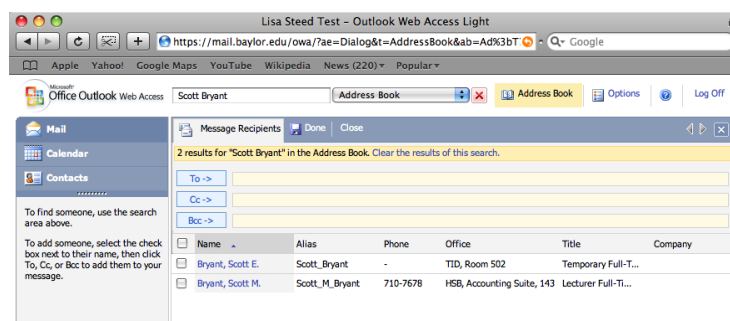 Lisa Steed Test – Outlook Web Access Light
https://mail.baylor.edu/owa/?ae=Dialog&t=AddressBook&ab=Ad%3bT Google
Apple Yahoo! Google Maps YouTube Wikipedia News (220) Popular
Microsoft
Office Outlook Web Access Scott Bryant Address Book Address Book Options Log Off
Mail Message Recipients Done Close
Calendar 2 results for "Scott Bryant" in the Address Book. Clear the results of this search.
Contacts To ->
Cc ->
To find someone, use the search
area above.
Bcc ->
To add someone, select the check
box next to their name, then click
To, Cc, or Bcc to add them to your
message.
Name Alias Phone Office Title Company
Bryant, Scott E. Scott_Bryant - TID, Room 502 Temporary Full-T...
Bryant, Scott M. Scott_M_Bryant 710-7678 HSB, Accounting Suite, 143 Lecturer Full-Ti...